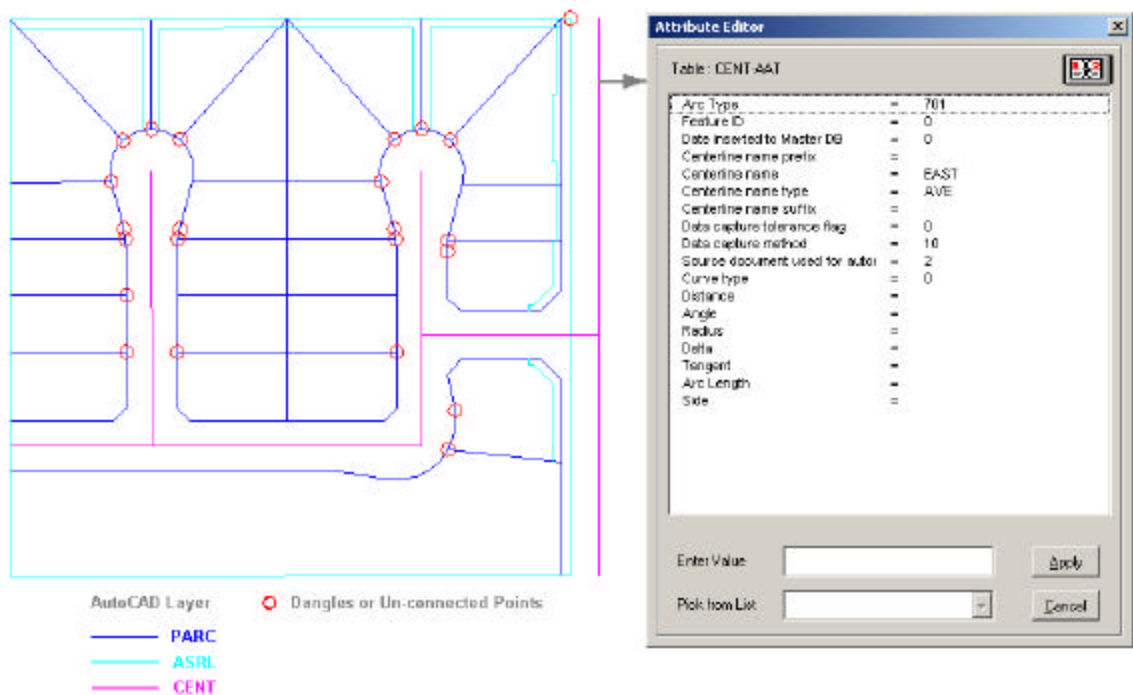 Attribute Editor
Table: CENT.AAT
Arc Type = 701
Feature ID = 0
Date inserted to Master DB = 0
Centerline name prefix =
Centerline name = EAST
Centerline name type = AVE
Centerline name suffix =
Data capture tolerance flag = 0
Data capture method = 10
Source document used for autor = 2
Curve type = 0
Distance =
Angle =
Radius =
Delta =
Tangent =
Arc Length =
Side =
Enter Value
Apply
Pick from List
Cancel
AutoCAD Layer
Dangles or Un-connected Points
PARC
ASRL
CENT